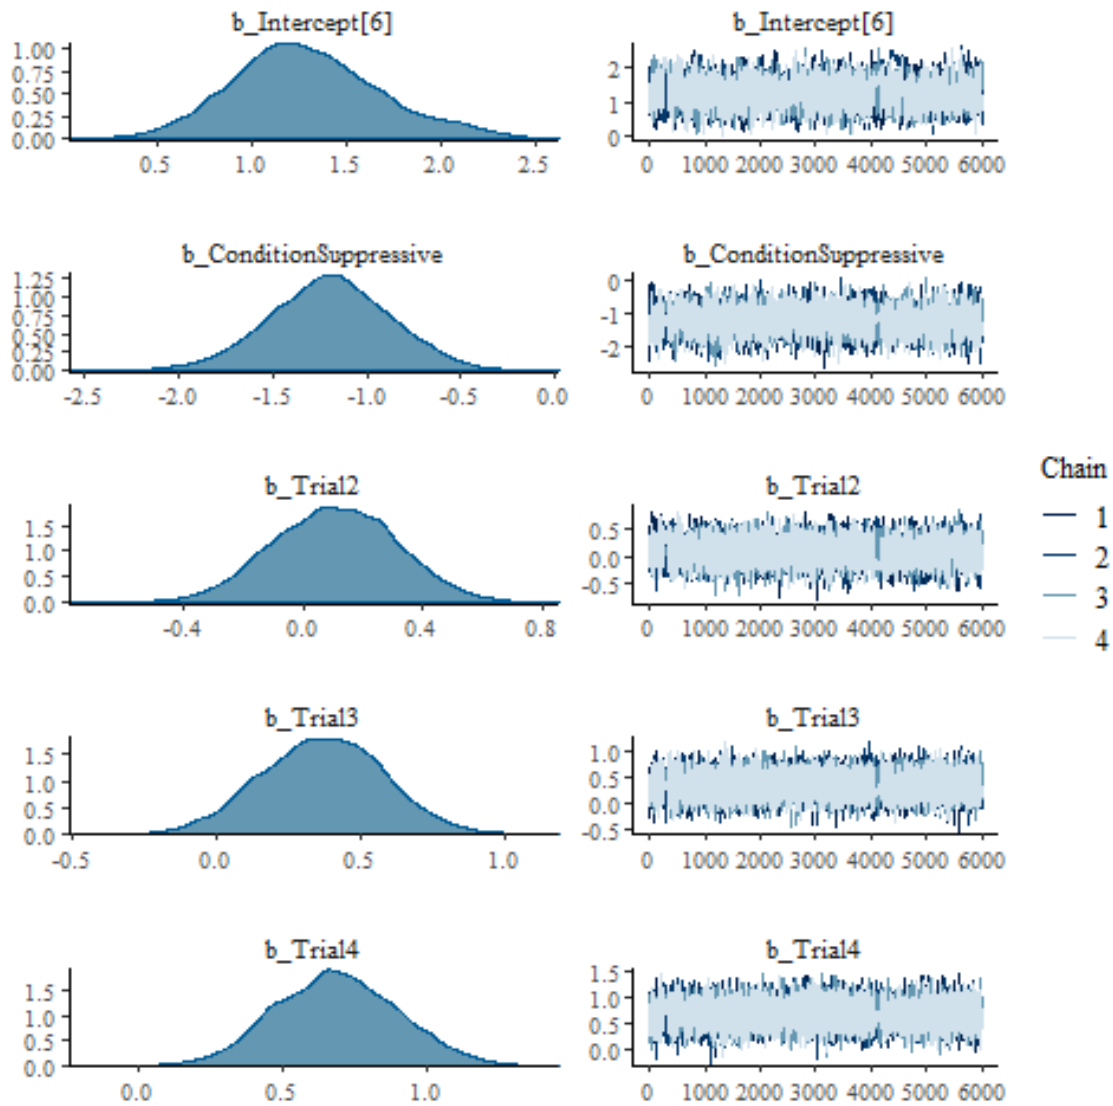 b_Intercept[6] b_Intercept[6]
1.00
0.75
0.50
0.25
0.00
0.5 1.0 1.5 2.0 2.5
2
1
0
0 1000 2000 3000 4000 5000 6000
b_ConditionSuppressive b_ConditionSuppressive
1.25
1.00
0.75
0.50
0.25
0.00
-2.5 -2.0 -1.5 -1.0 -0.5 0.0
0
-1
-2
0 1000 2000 3000 4000 5000 6000
b_Trial2 b_Trial2
1.5
1.0
0.5
0.0
-0.4 0.0 0.4 0.8
0.5
0.0
-0.5
0 1000 2000 3000 4000 5000 6000
b_Trial3 b_Trial3
1.5
1.0
0.5
0.0
-0.5 0.0 0.5 1.0
1.0
0.5
0.0
-0.5
0 1000 2000 3000 4000 5000 6000
b_Trial4 b_Trial4
1.5
1.0
0.5
0.0
0.0 0.5 1.0
1.5
1.0
0.5
0.0
0 1000 2000 3000 4000 5000 6000
Chain
1
2
3
4